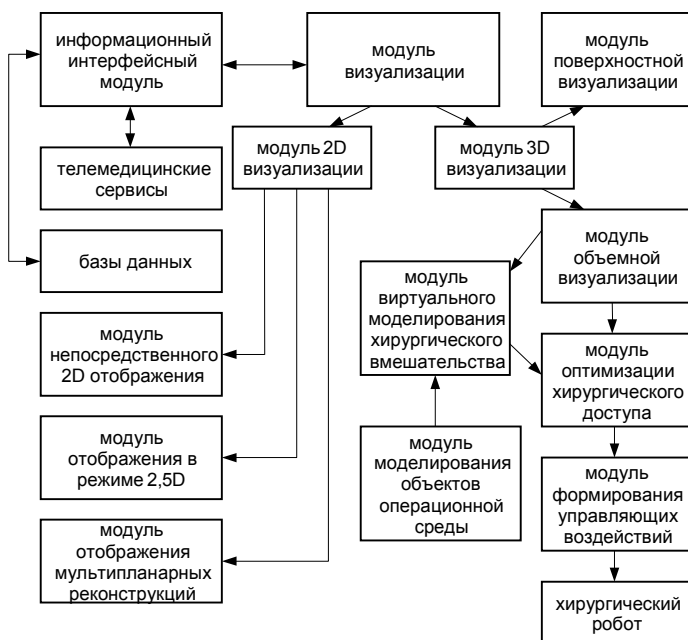 информационный
интерфейсный
модуль
модуль
визуализации
модуль
поверхностной
визуализации
модуль 2D
визуализации
модуль 3D
визуализации
телемедицинские
сервисы
модуль
объемной
визуализации
базы данных
модуль
виртуального
моделирования
хирургического
вмешательства
модуль
непосредственного
2D отображения
модуль
оптимизации
хирургического
доступа
модуль
отображения в
режиме 2,5D
модуль
моделирования
объектов
операционной
среды
модуль
формирования
управляющих
воздействий
модуль
отображения
мультипланарных
реконструкций
хирургический
робот